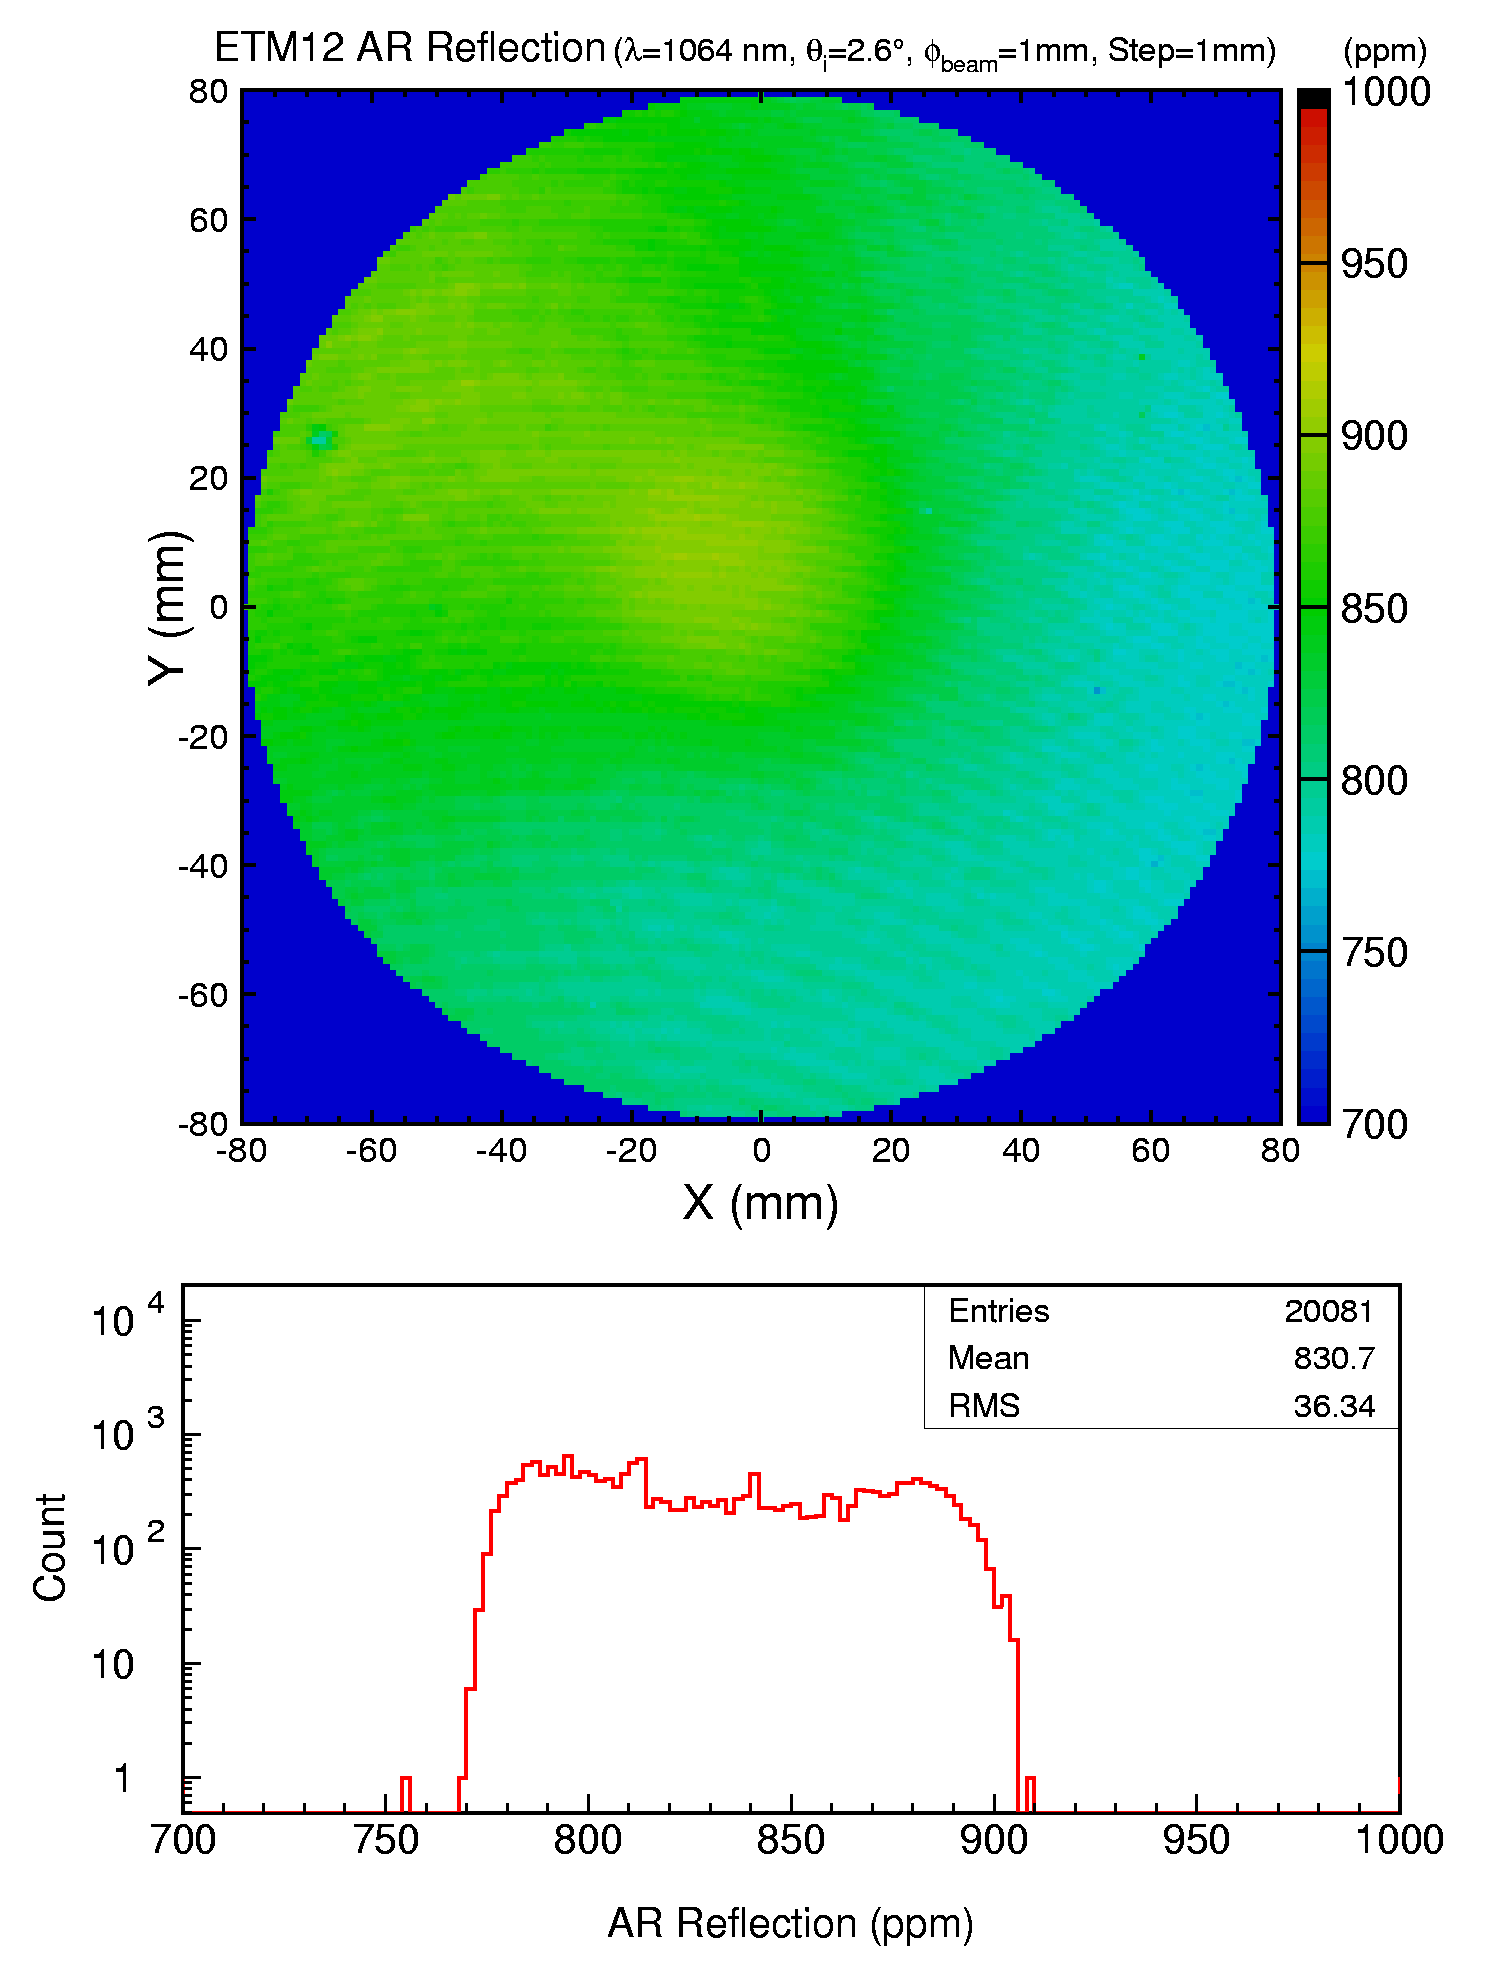 ETM12 AR Reflection (λ=1064 nm, θi=2.6°, ϕbeam=1mm, Step=1mm)
(ppm)
80
60
40
20
0
-20
-40
-60
-80
Y (mm)
-80 -60 -40 -20 0 20 40 60 80
X (mm)
1000
950
900
850
800
750
700
Entries 20081
Mean 830.7
RMS 36.34
10 4
10 3
10 2
10
1
Count
700 750 800 850 900 950 1000
AR Reflection (ppm)